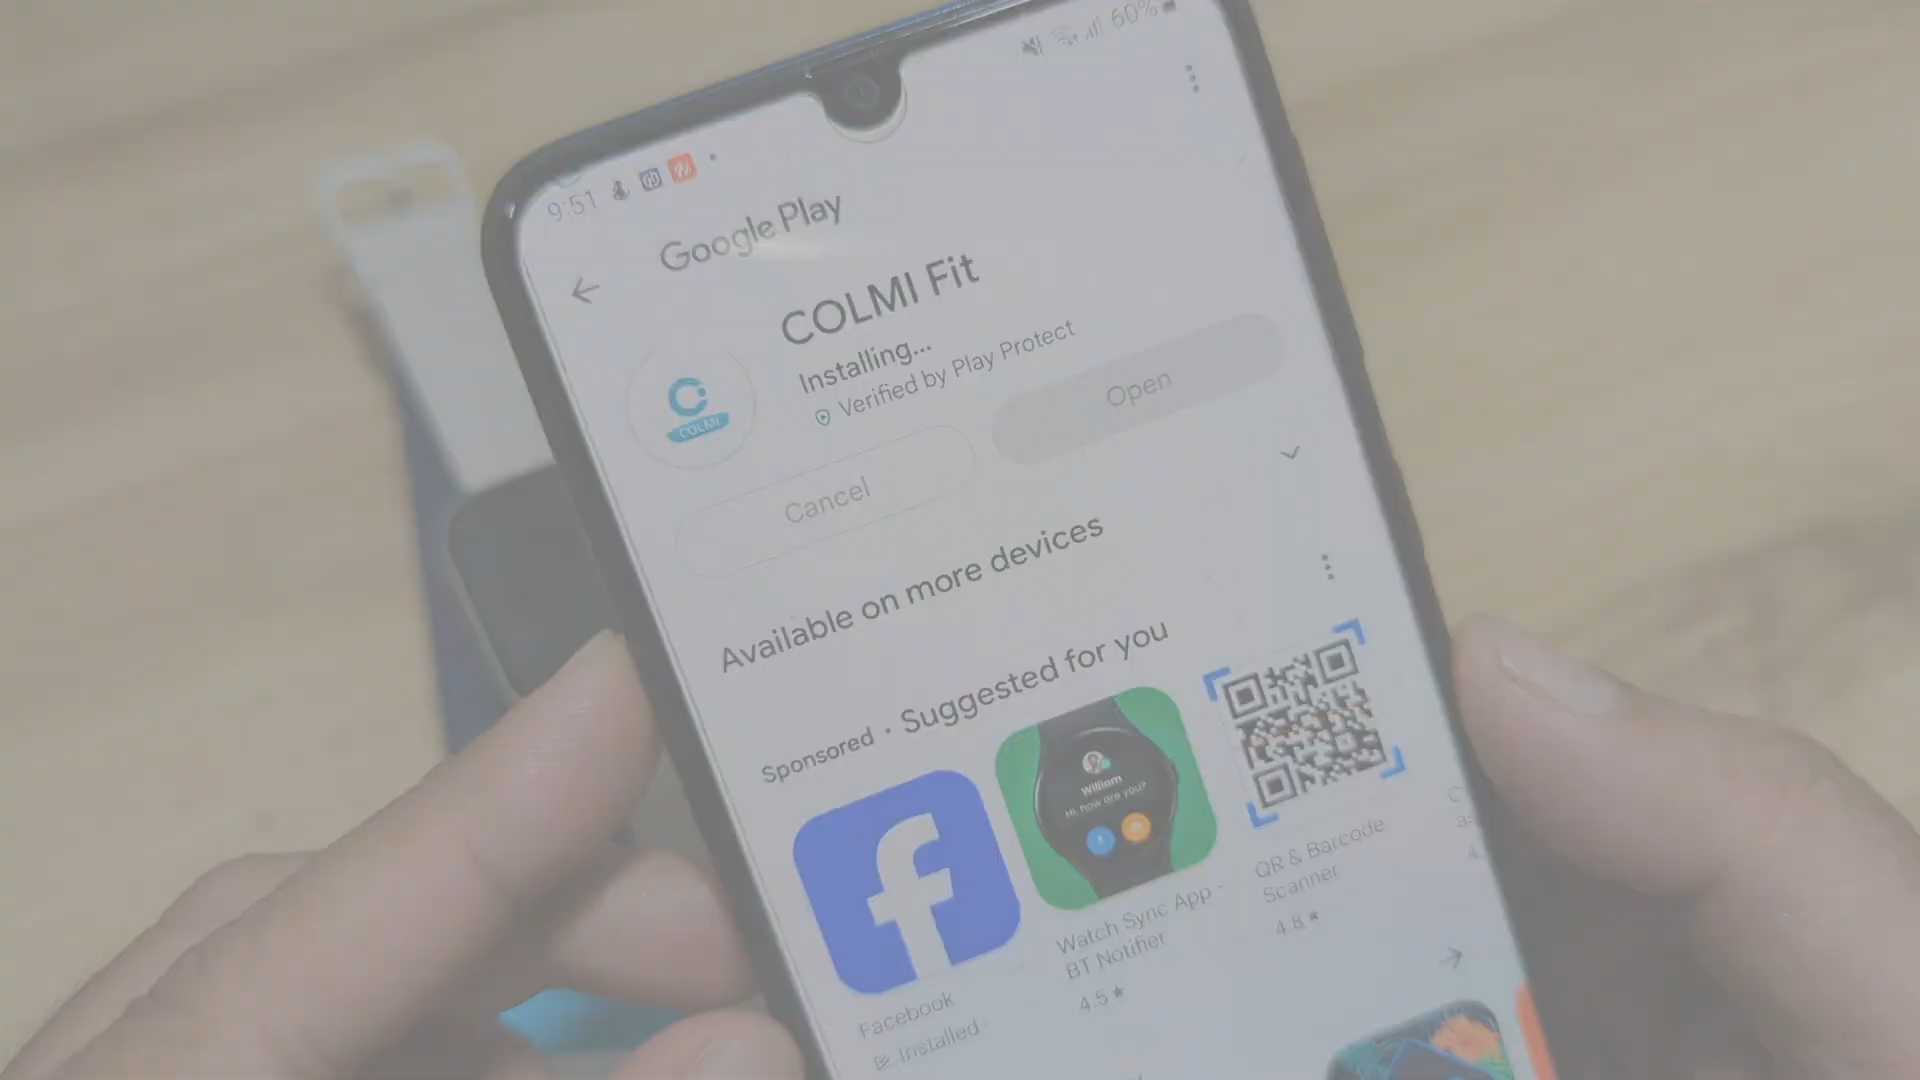 9:51
60%
Google Play
COLMI Fit
Installing...
Verified by Play Protect
COLMI
Cancel
Open
Available on more devices
Sponsored · Suggested for you
William
Hi, how are you?
Facebook
Installed
Watch Sync App -
BT Notifier
4.5★
QR & Barcode
Scanner
4.8★